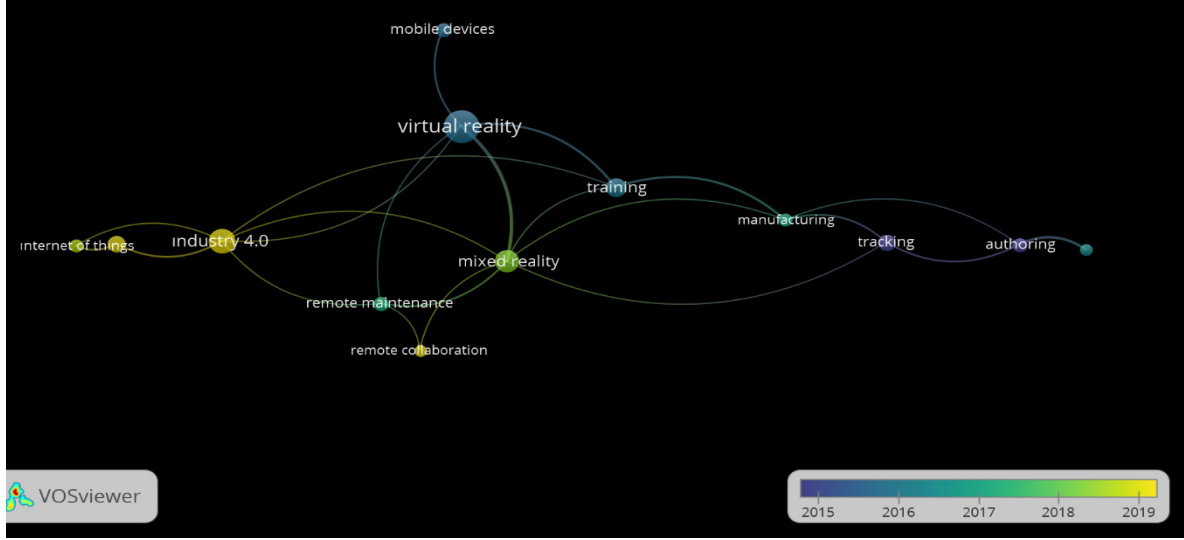 mobile devices
virtual reality
training
manufacturing
internet of things
industry 4.0
tracking
authoring
mixed reality
remote maintenance
remote collaboration
VOSviewer
2015 2016 2017 2018 2019